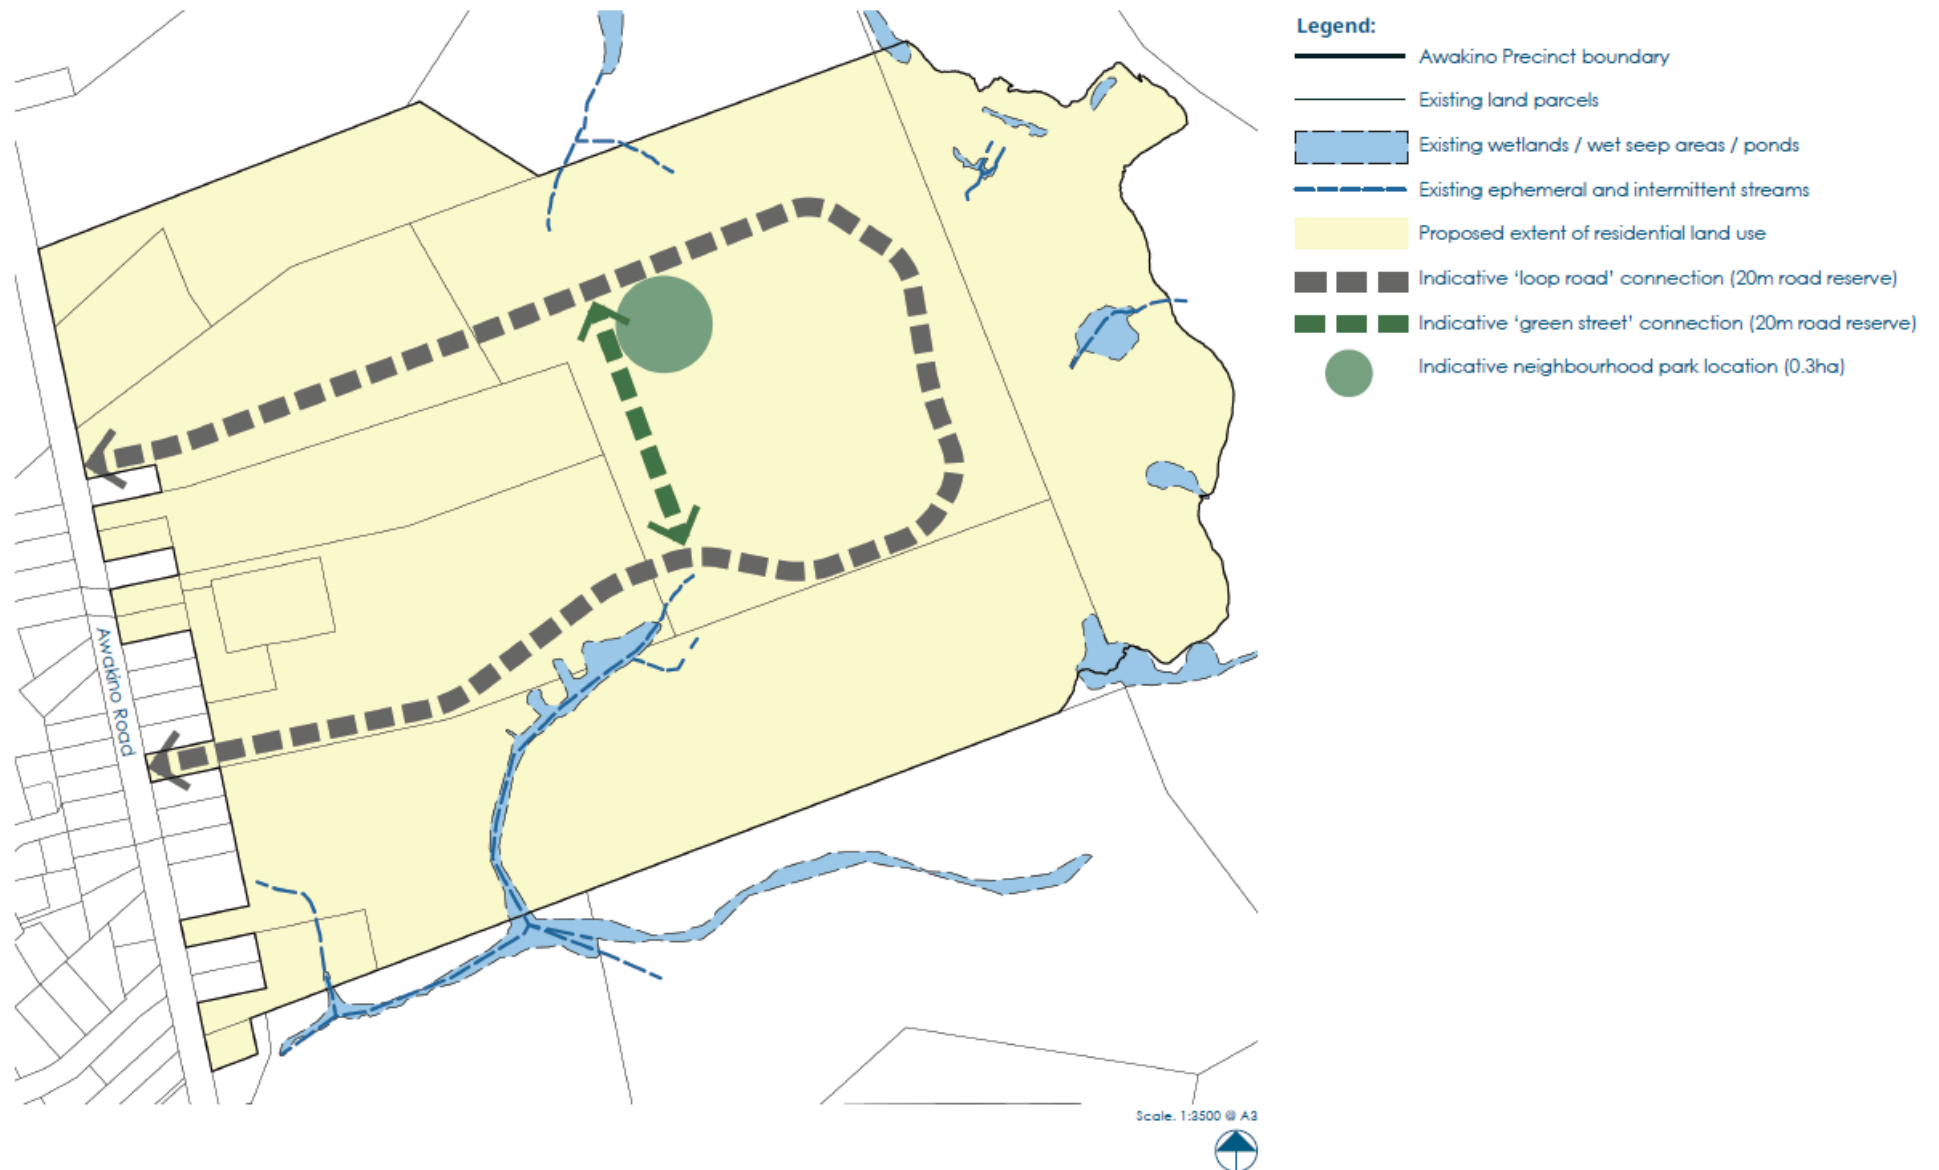 Legend:
Awakino Precinct boundary
Existing land parcels
Existing wetlands / wet seep areas / ponds
Existing ephemeral and intermittent streams
Proposed extent of residential land use
Indicative ‘loop road’ connection (20m road reserve)
Indicative ‘green street’ connection (20m road reserve)
Indicative neighbourhood park location (0.3ha)
Awakino Road
Scale. 1:3500 @ A3